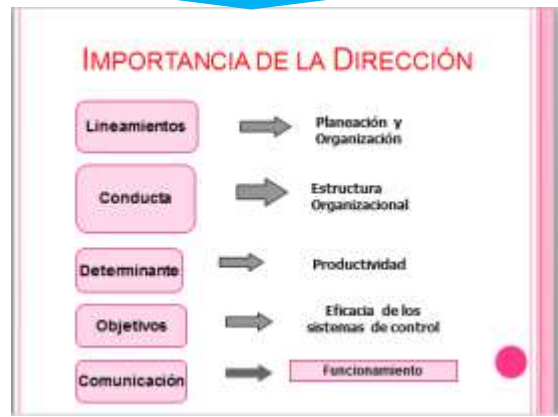 IMPORTANCIA DE LA DIRECCIÓN
Lineamientos
Planeación y
Organización
Conducta
Estructura
Organizacional
Determinante
Productividad
Objetivos
Eficacia de los
sistemas de control
Comunicación
Funcionamiento